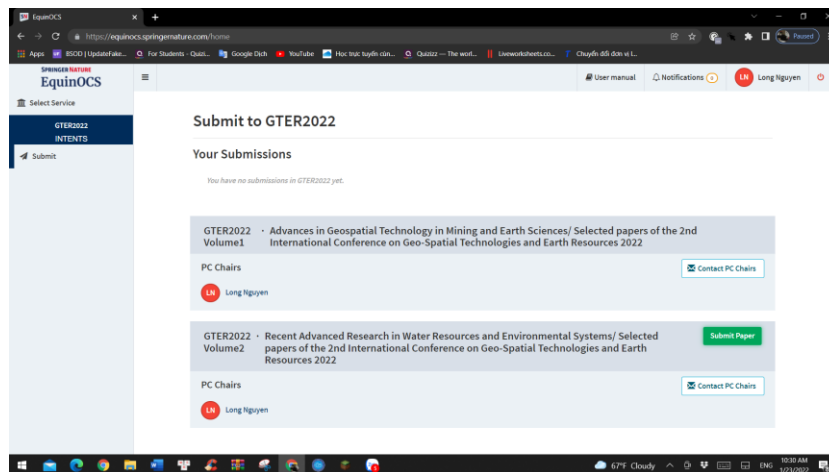 EquinOCS
https://equinocs.springernature.com/home
Paused
Apps
BSOD | UpdateFake...
For Students - Quizi...
Google Dịch
YouTube
Học trực tuyến cùn...
Quizizz — The worl...
Liveworksheets.co...
Chuyển đổi đơn vị t...
SPRINGER NATURE
EquinOCS
User manual
Notifications 0
LN Long Nguyen
Select Service
GTER2022
INTENTS
Submit
Submit to GTER2022
Your Submissions
You have no submissions in GTER2022 yet.
GTER2022 · Advances in Geospatial Technology in Mining and Earth Sciences/ Selected papers of the 2nd
Volume1 International Conference on Geo-Spatial Technologies and Earth Resources 2022
PC Chairs
Contact PC Chairs
LN Long Nguyen
GTER2022 · Recent Advanced Research in Water Resources and Environmental Systems/ Selected
Volume2 papers of the 2nd International Conference on Geo-Spatial Technologies and Earth
Resources 2022
Submit Paper
PC Chairs
Contact PC Chairs
LN Long Nguyen
67°F Cloudy
ENG
10:30 AM
1/23/2022